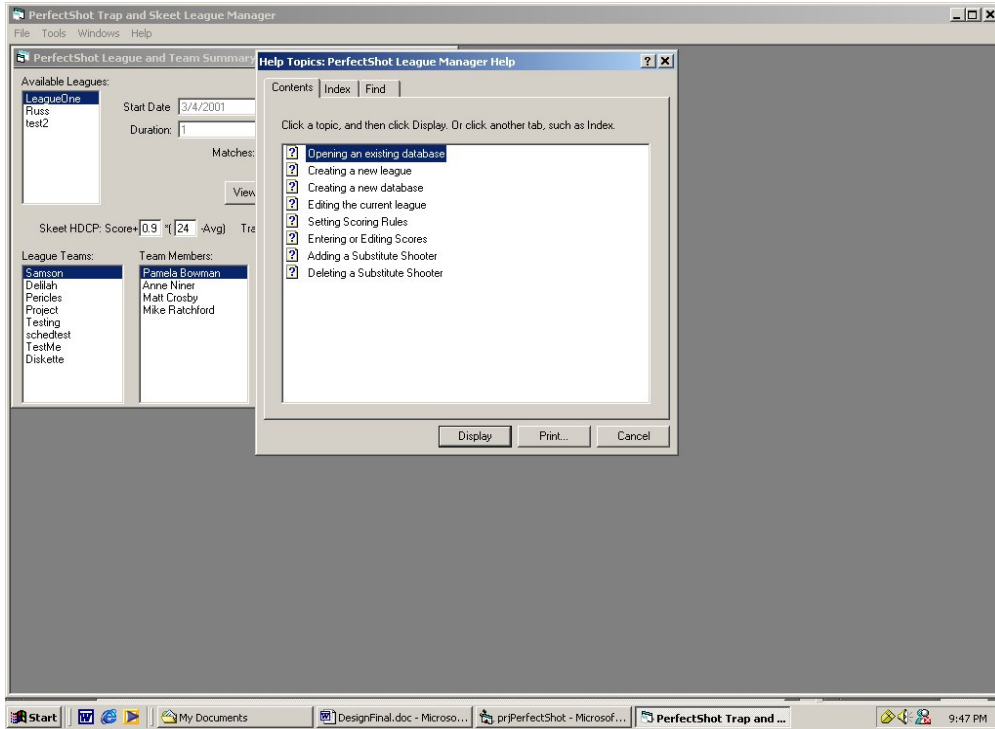 PerfectShot Trap and Skeet League Manager
File Tools Windows Help
PerfectShot League and Team Summary
Available Leagues:
LeagueOne
Russ
test2
Start Date 3/4/2001
Duration: 1
Matches:
View
Skeet HDCP: Score+ 0.9 *( 24 -Avg) Tra
League Teams:
Samson
Delilah
Pericles
Project
Testing
schedtest
TestMe
Diskette
Team Members:
Pamela Bowman
Anne Niner
Matt Crosby
Mike Ratchford
Help Topics: PerfectShot League Manager Help
Contents Index Find
Click a topic, and then click Display. Or click another tab, such as Index.
Opening an existing database
Creating a new league
Creating a new database
Editing the current league
Setting Scoring Rules
Entering or Editing Scores
Adding a Substitute Shooter
Deleting a Substitute Shooter
Display Print... Cancel
Start My Documents DesignFinal.doc - Microso... prjPerfectShot - Microsof... PerfectShot Trap and ... 9:47 PM